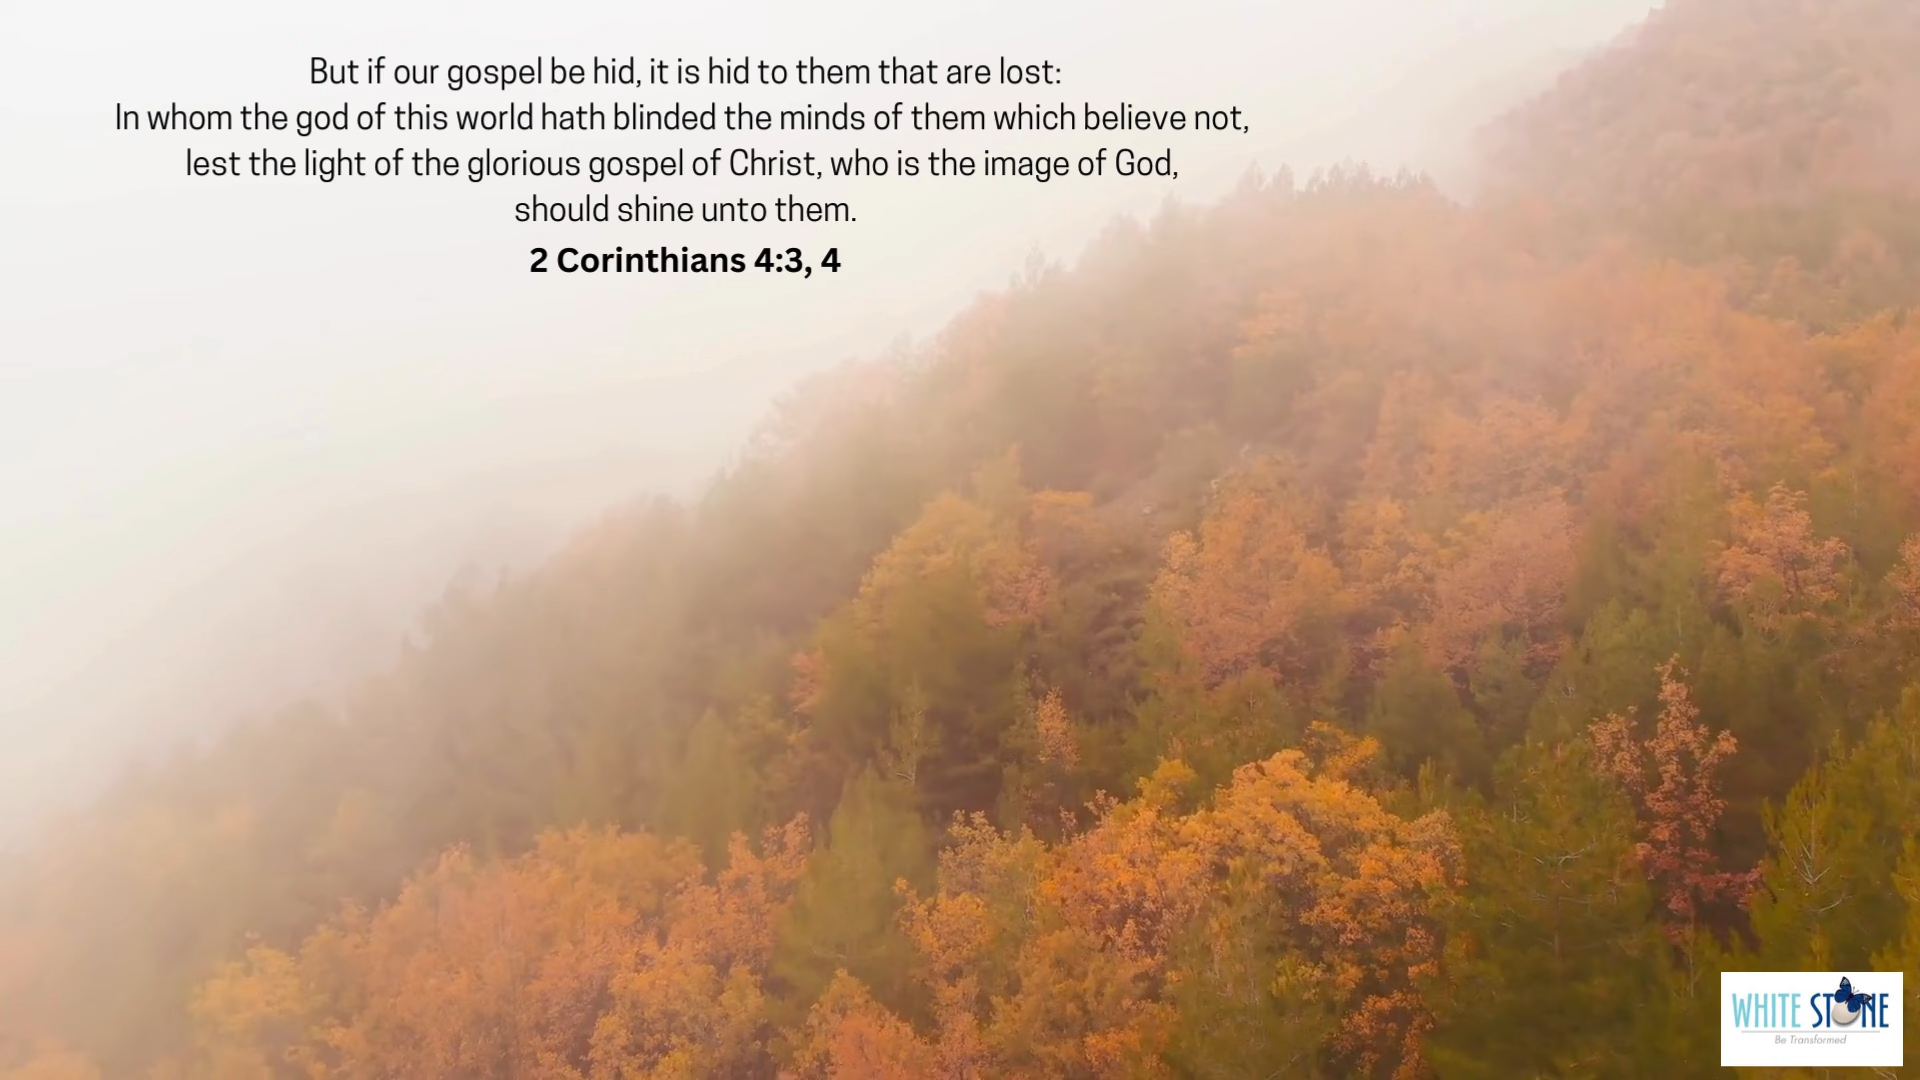 But if our gospel be hid, it is hid to them that are lost:
In whom the god of this world hath blinded the minds of them which believe not,
lest the light of the glorious gospel of Christ, who is the image of God,
should shine unto them.
2 Corinthians 4:3, 4
WHITE STONE
Be Transformed